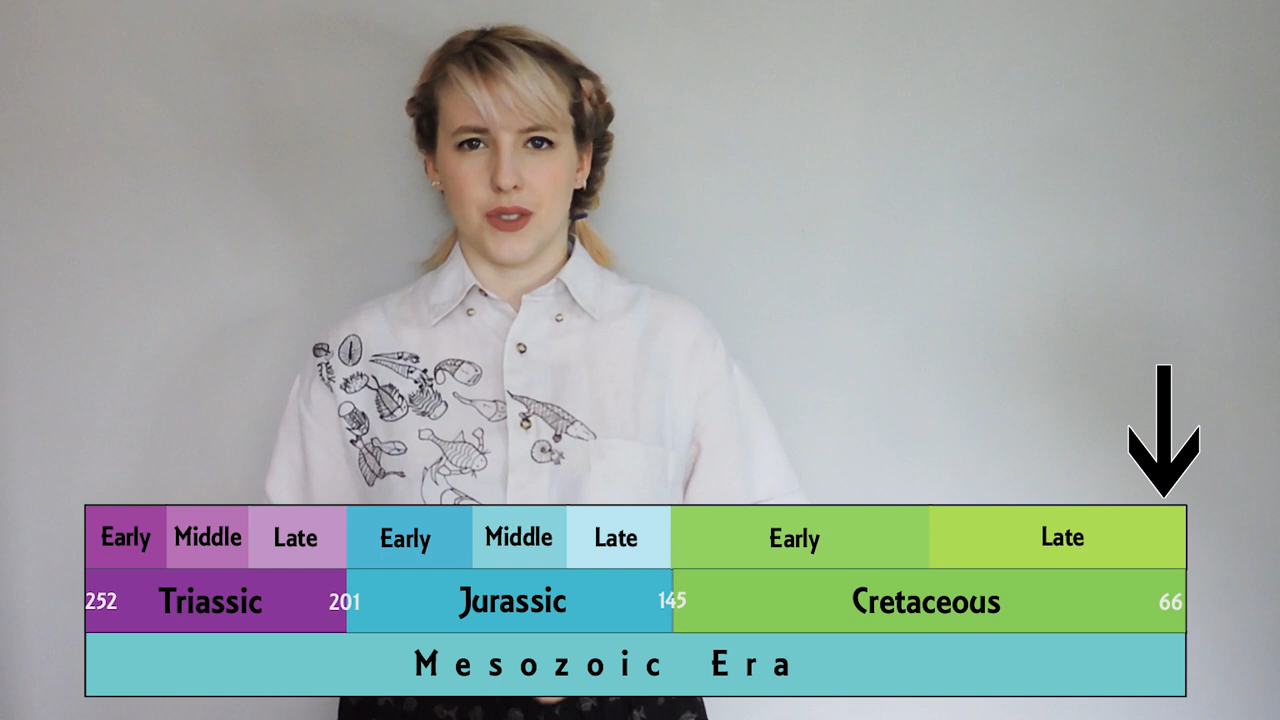 Early Middle Late Early Middle Late Early Late
252 Triassic 201 Jurassic 145 Cretaceous 66
Mesozoic Era